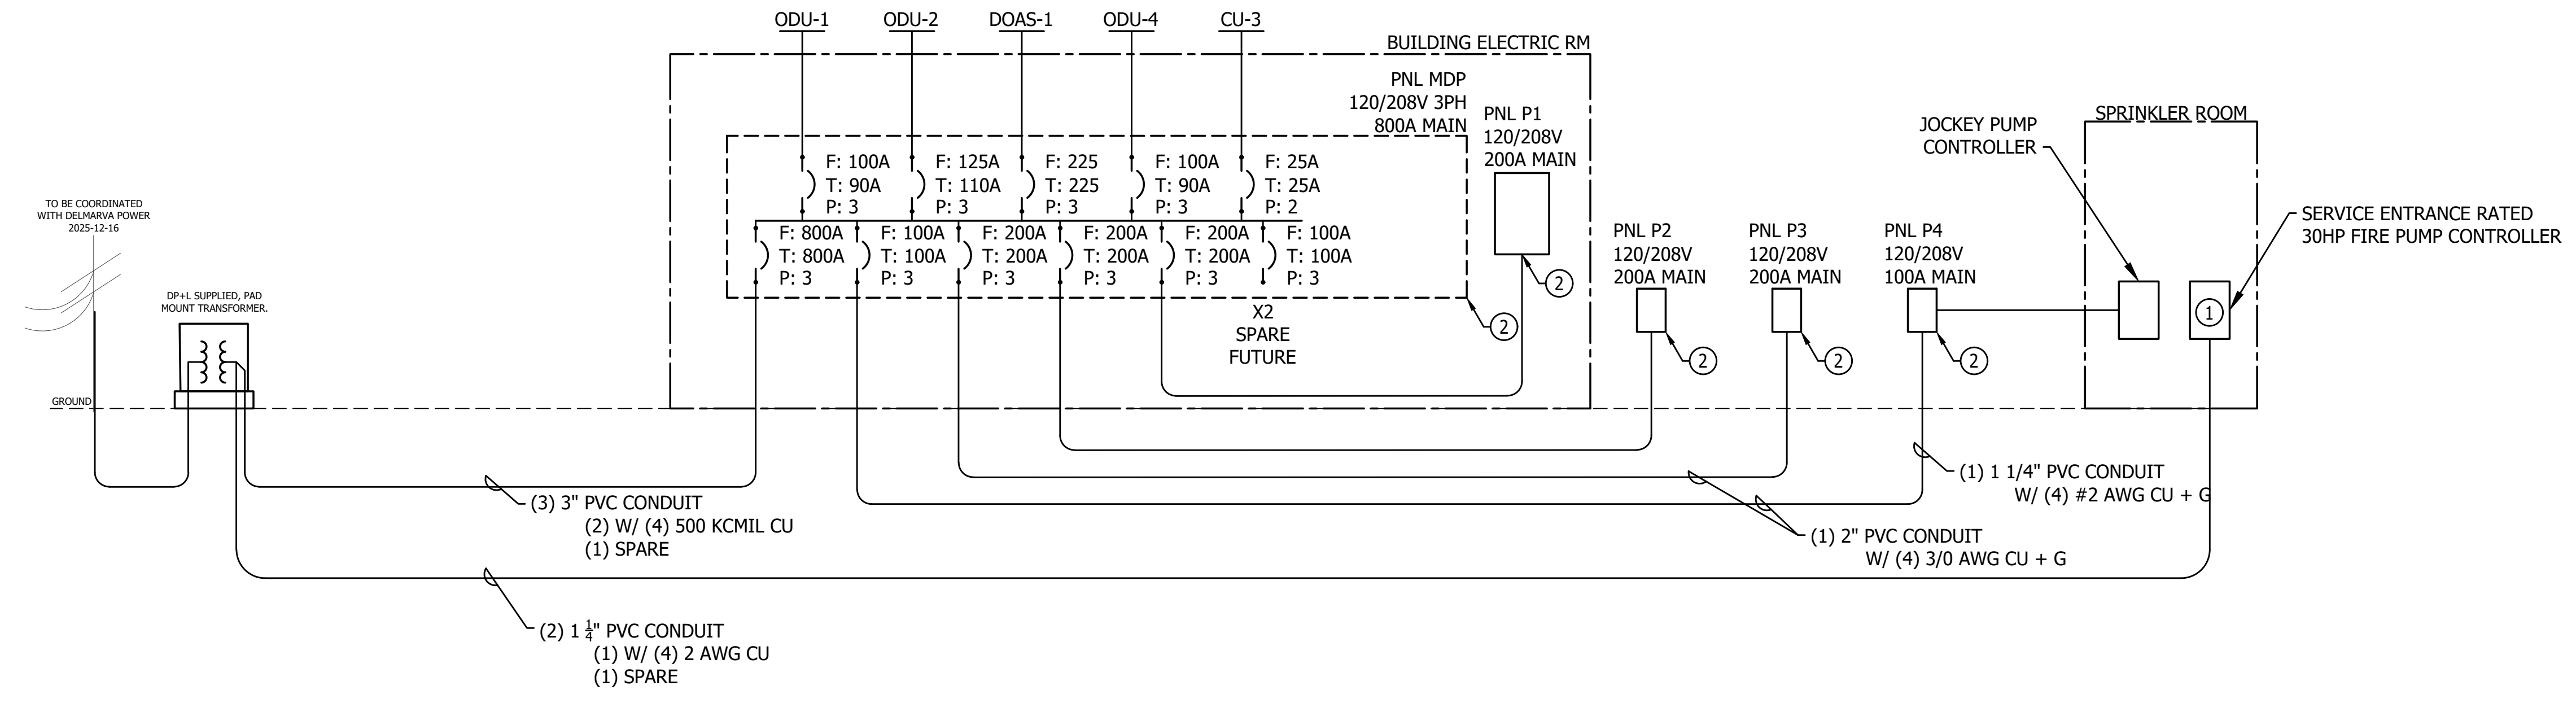 ODU-1
ODU-2
DOAS-1
ODU-4
CU-3
BUILDING ELECTRIC RM
PNL MDP
120/208V 3PH
800A MAIN
PNL P1
120/208V
200A MAIN
F: 100A
T: 90A
P: 3
F: 125A
T: 110A
P: 3
F: 225
T: 225
P: 3
F: 100A
T: 90A
P: 3
F: 25A
T: 25A
P: 2
F: 800A
T: 800A
P: 3
F: 100A
T: 100A
P: 3
F: 200A
T: 200A
P: 3
F: 200A
T: 200A
P: 3
F: 200A
T: 200A
P: 3
F: 100A
T: 100A
P: 3
X2
SPARE
FUTURE
2
2
TO BE COORDINATED
WITH DELMARVA POWER
2025-12-16
DP+L SUPPLIED, PAD
MOUNT TRANSFORMER.
GROUND
PNL P2
120/208V
200A MAIN
2
PNL P3
120/208V
200A MAIN
2
PNL P4
120/208V
100A MAIN
2
JOCKEY PUMP
CONTROLLER
SPRINKLER ROOM
1
SERVICE ENTRANCE RATED
30HP FIRE PUMP CONTROLLER
(3) 3" PVC CONDUIT
(2) W/ (4) 500 KCMIL CU
(1) SPARE
(1) 1 1/4" PVC CONDUIT
W/ (4) #2 AWG CU + G
(1) 2" PVC CONDUIT
W/ (4) 3/0 AWG CU + G
(2) 1 1/4" PVC CONDUIT
(1) W/ (4) 2 AWG CU
(1) SPARE